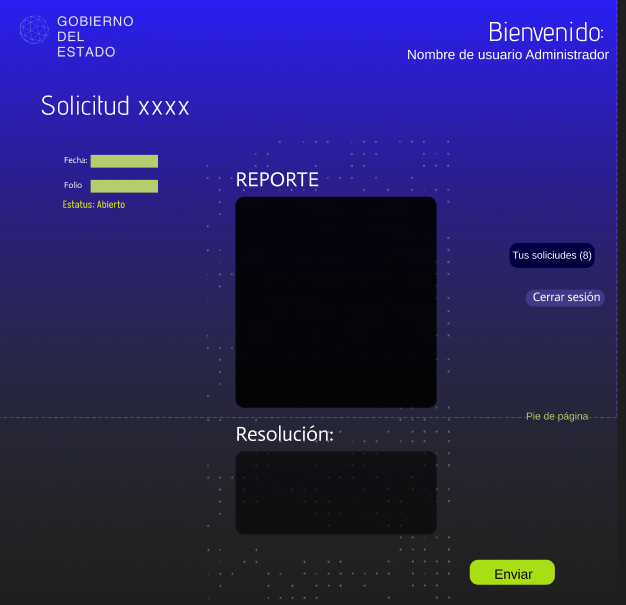 GOBIERNO
DEL
ESTADO
Bienvenido:
Nombre de usuario Administrador
Solicitud xxxx
Fecha:
Folio
Estatus: Abierto
REPORTE
Tus soliciudes (8)
Cerrar sesión
Pie de página
Resolución:
Enviar